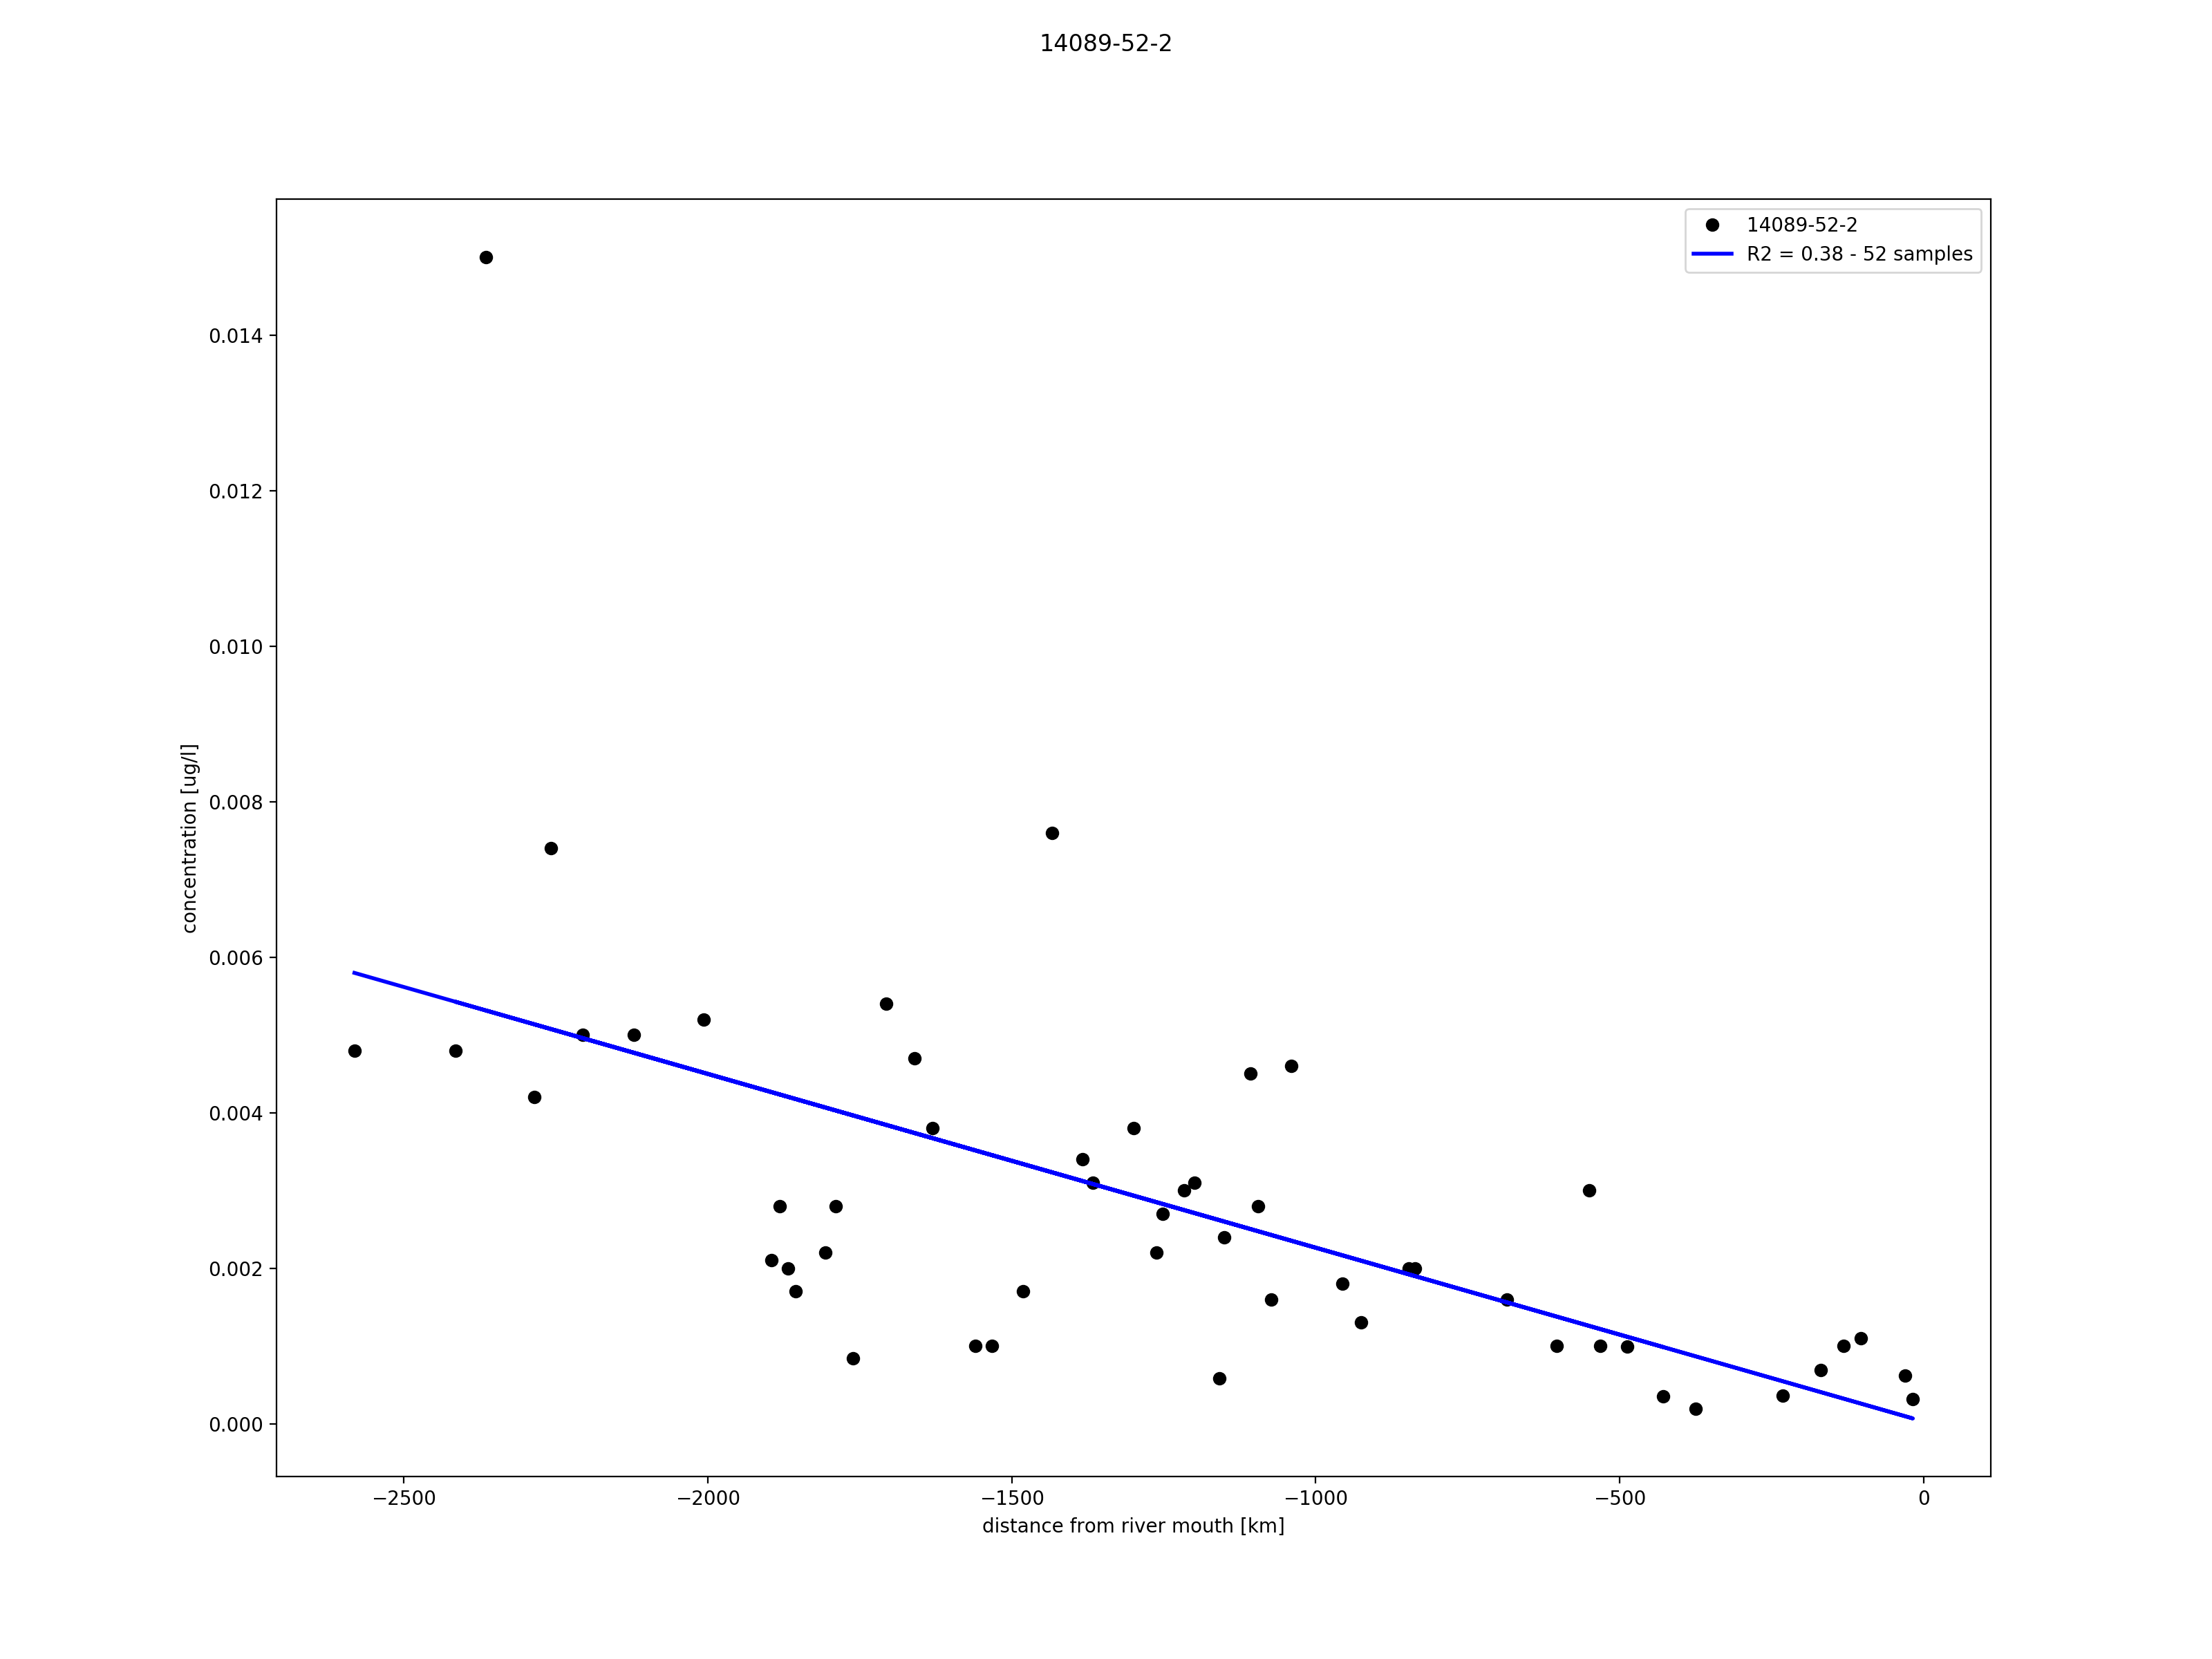 14089-52-2
14089-52-2
R2 = 0.38 - 52 samples
0.014
0.012
0.010
0.008
0.006
0.004
0.002
0.000
concentration [ug/l]
−2500 −2000 −1500 −1000 −500 0
distance from river mouth [km]